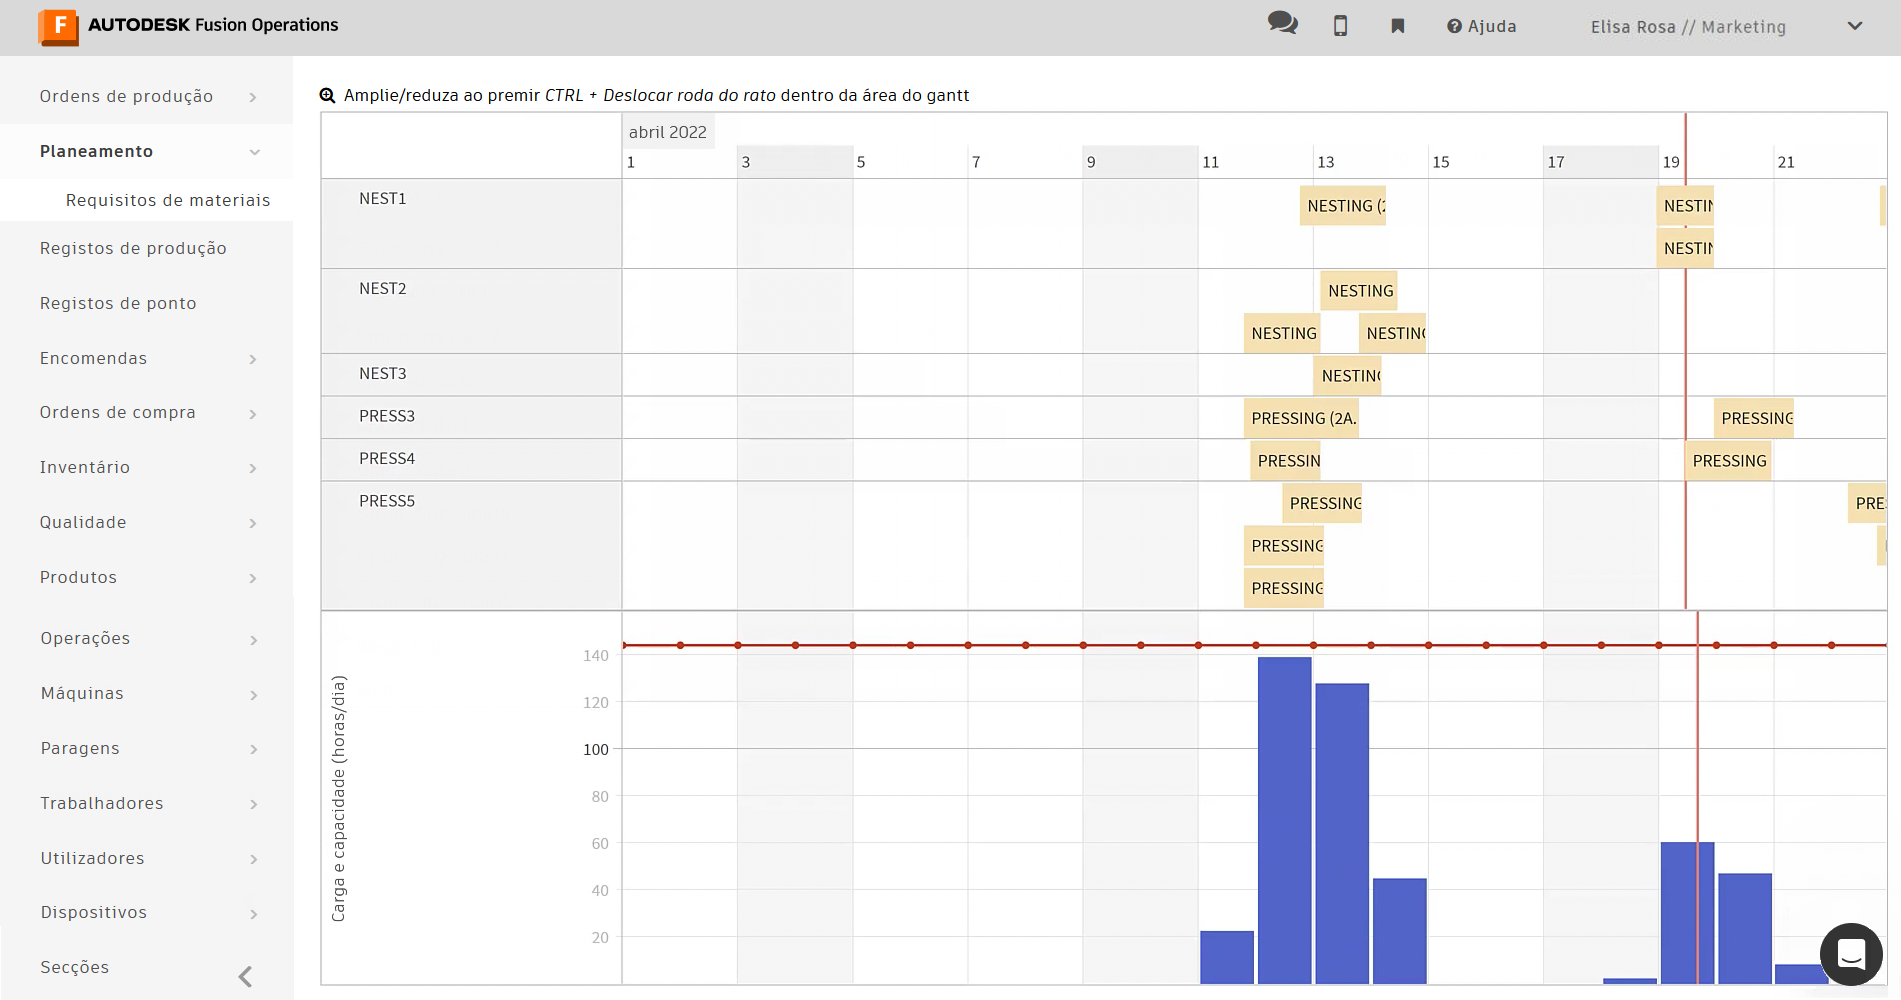 F AUTODESK Fusion Operations
Ajuda
Elisa Rosa // Marketing
Ordens de produção
Planeamento
Requisitos de materiais
Registos de produção
Registos de ponto
Encomendas
Ordens de compra
Inventário
Qualidade
Produtos
Operações
Máquinas
Paragens
Trabalhadores
Utilizadores
Dispositivos
Secções
Amplie/reduza ao premir CTRL + Deslocar roda do rato dentro da área do gantt
abril 2022
1 3 5 7 9 11 13 15 17 19 21
NEST1
NESTING (2
NESTIN
NESTIN
NEST2
NESTING
NESTING
NESTING
NEST3
NESTING
PRESS3
PRESSING (2A.
PRESSING
PRESS4
PRESSIN
PRESSING
PRESS5
PRESSING
PRES
PRESSING
PRESSING
Carga e capacidade (horas/dia)
140
120
100
80
60
40
20